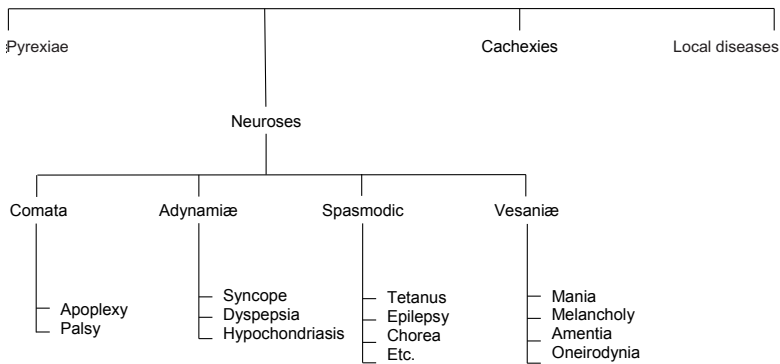 Pyrexiae
Cachexies
Local diseases
Neuroses
Comata
Adynamiæ
Spasmodic
Vesaniæ
Apoplexy
Palsy
Syncope
Dyspepsia
Hypochondriasis
Tetanus
Epilepsy
Chorea
Etc.
Mania
Melancholy
Amentia
Oneirodynia